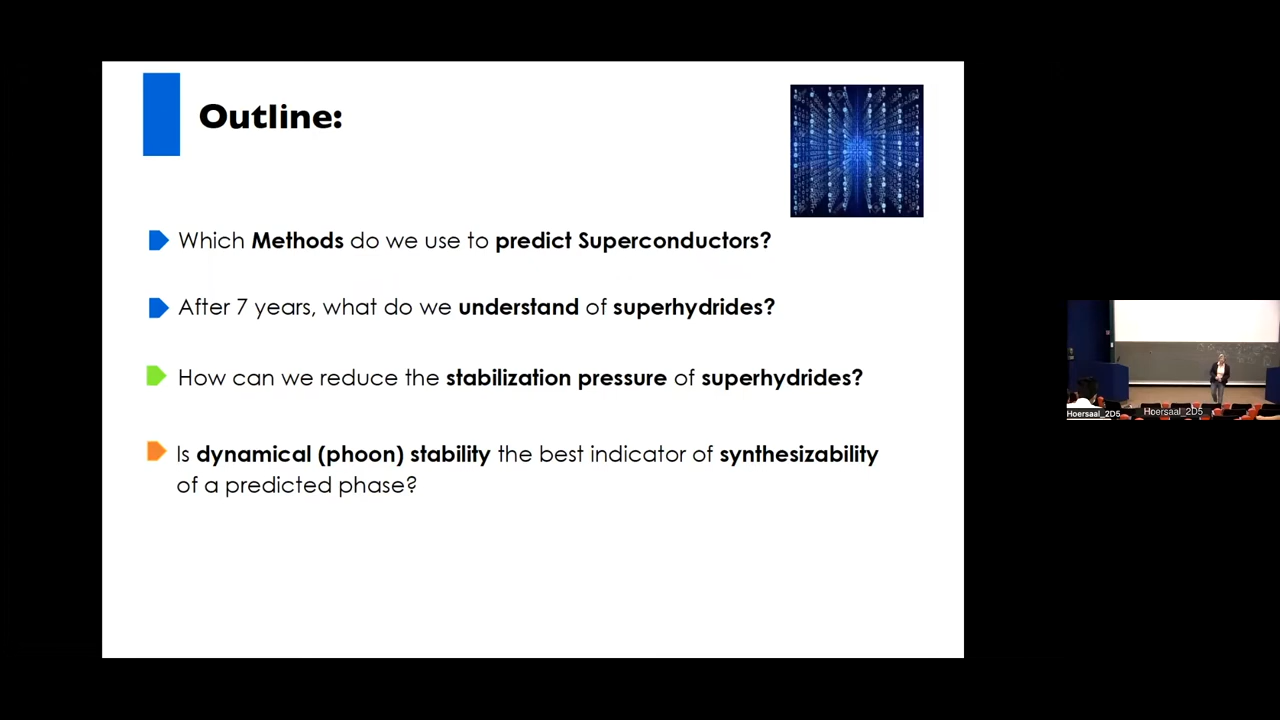 Outline:
Which Methods do we use to predict Superconductors?
After 7 years, what do we understand of superhydrides?
How can we reduce the stabilization pressure of superhydrides?
Is dynamical (phoon) stability the best indicator of synthesizability
of a predicted phase?
Hoersaal_2D5
Hoersaal_2D5